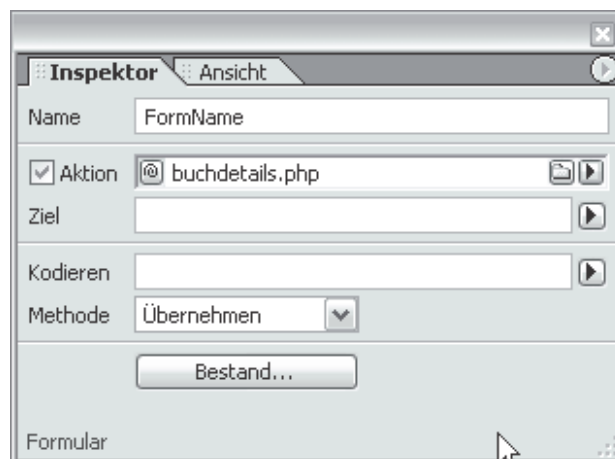 Inspektor Ansicht
Name FormName
Aktion buchdetails.php
Ziel
Kodieren
Methode Übernehmen
Bestand...
Formular